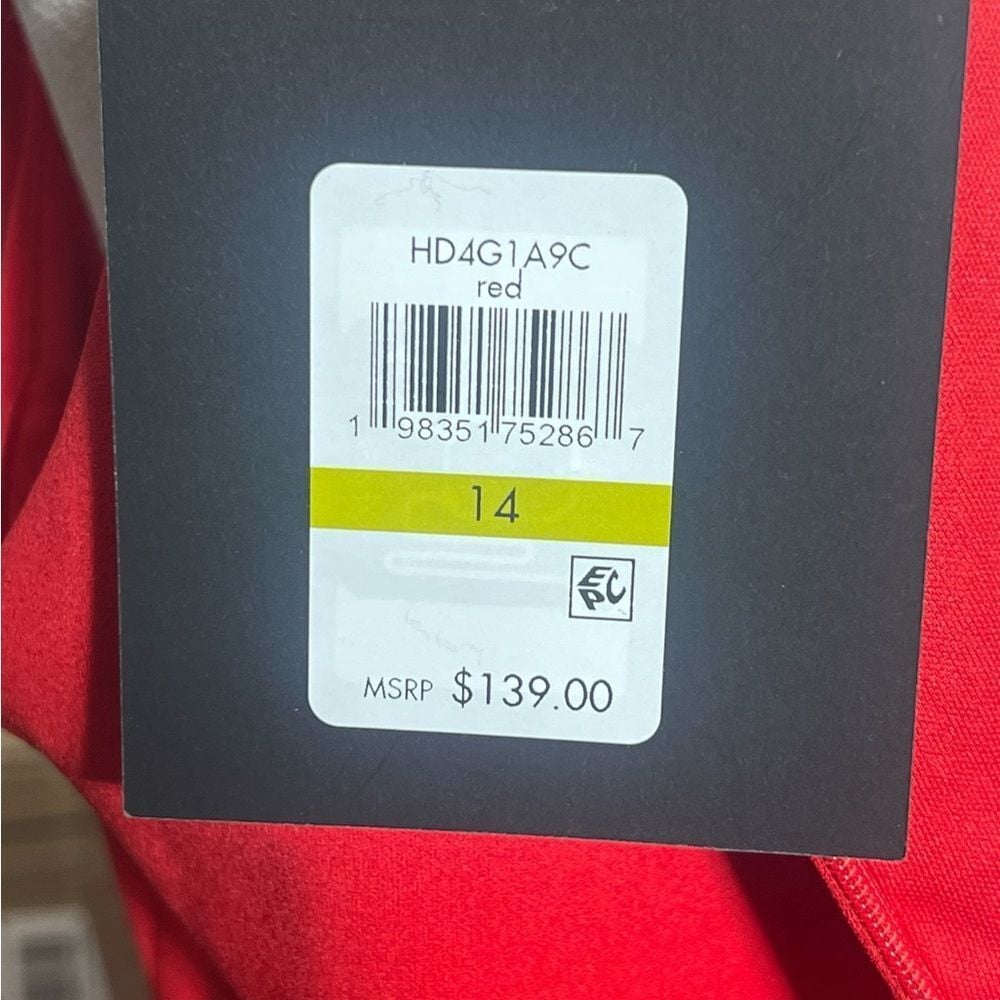 HD4G1A9C
red
1 98351 75286 7
14
EPC
MSRP $139.00